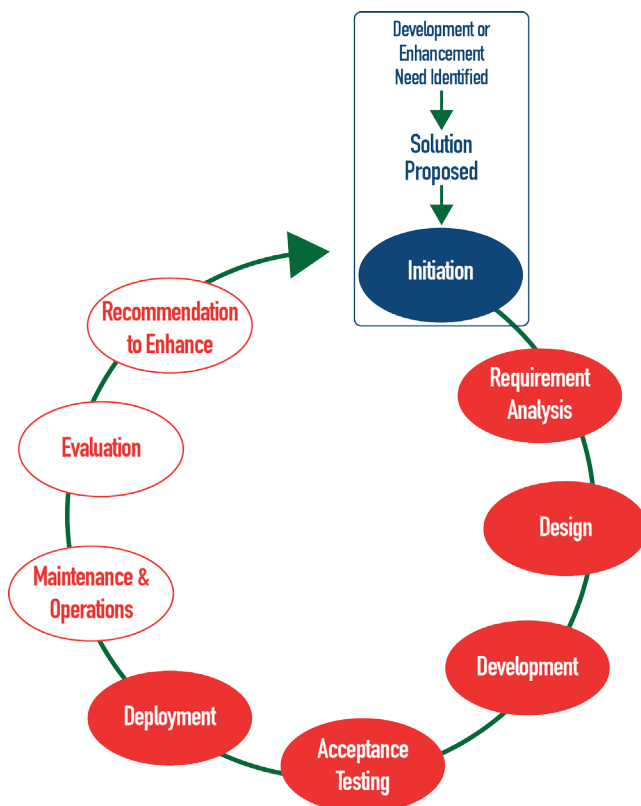 Development or
Enhancement
Need Identified
Solution
Proposed
Initiation
Requirement
Analysis
Design
Development
Acceptance
Testing
Deployment
Maintenance &
Operations
Evaluation
Recommendation
to Enhance